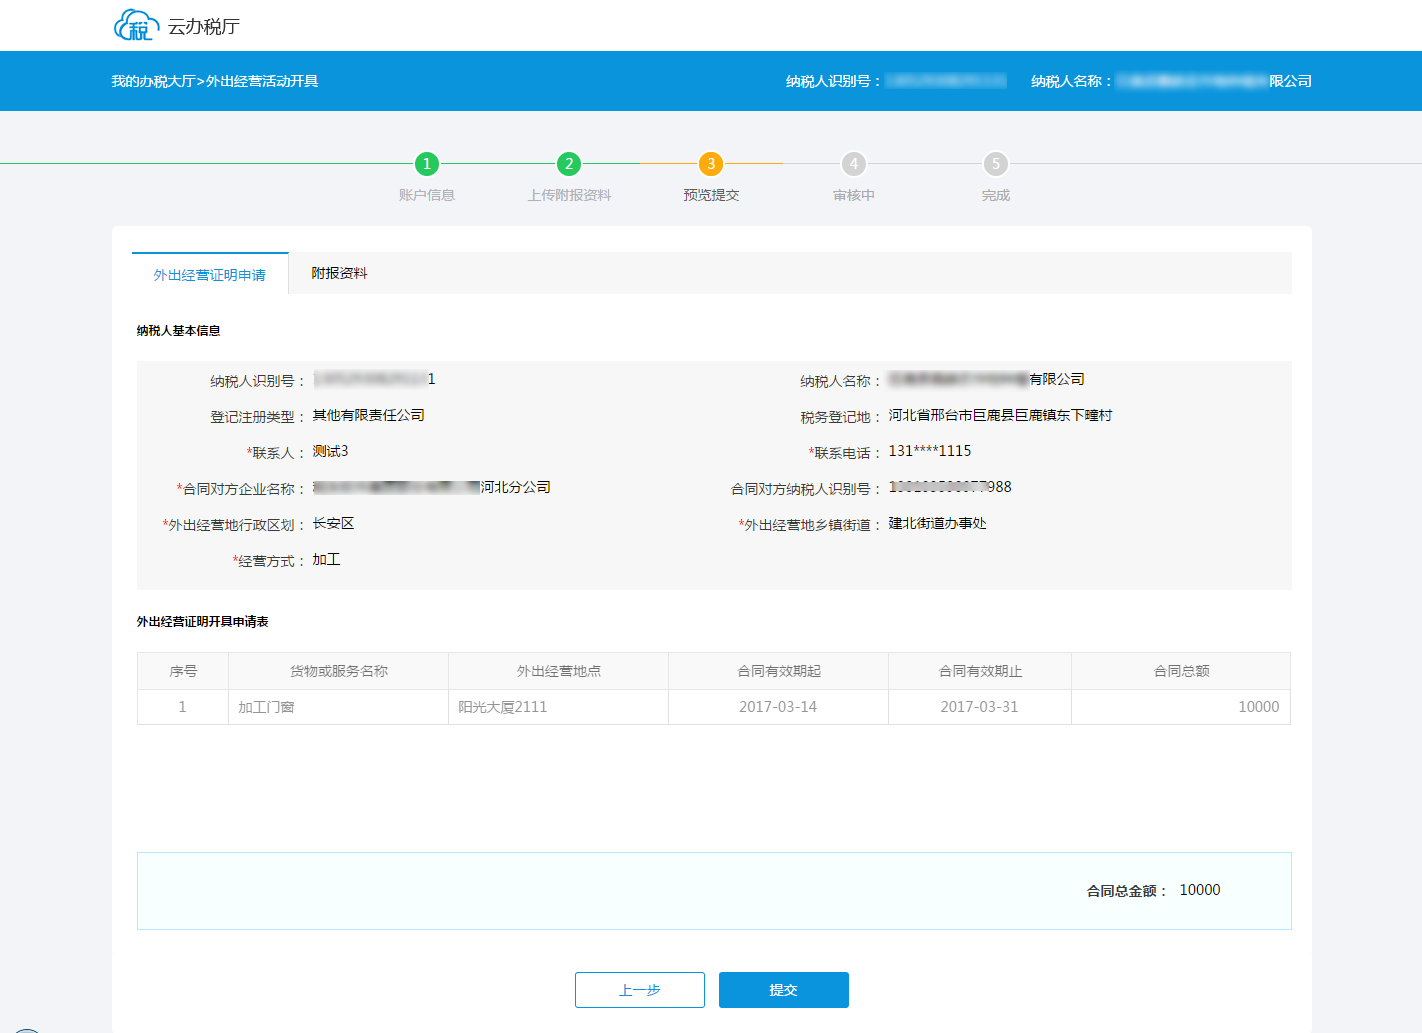 税 云办税厅
我的办税大厅>外出经营活动开具 纳税人识别号： 纳税人名称： 限公司
1 2 3 4 5
账户信息 上传附报资料 预览提交 审核中 完成
外出经营证明申请 附报资料
纳税人基本信息
纳税人识别号： 1 纳税人名称： 有限公司
登记注册类型： 其他有限责任公司 税务登记地： 河北省邢台市巨鹿县巨鹿镇东下疃村
*联系人： 测试3 *联系电话： 131****1115
*合同对方企业名称： 河北分公司 合同对方纳税人识别号： 988
*外出经营地行政区划： 长安区 *外出经营地乡镇街道： 建北街道办事处
*经营方式： 加工
外出经营证明开具申请表
序号 货物或服务名称 外出经营地点 合同有效期起 合同有效期止 合同总额
1 加工门窗 阳光大厦2111 2017-03-14 2017-03-31 10000
合同总金额： 10000
上一步 提交